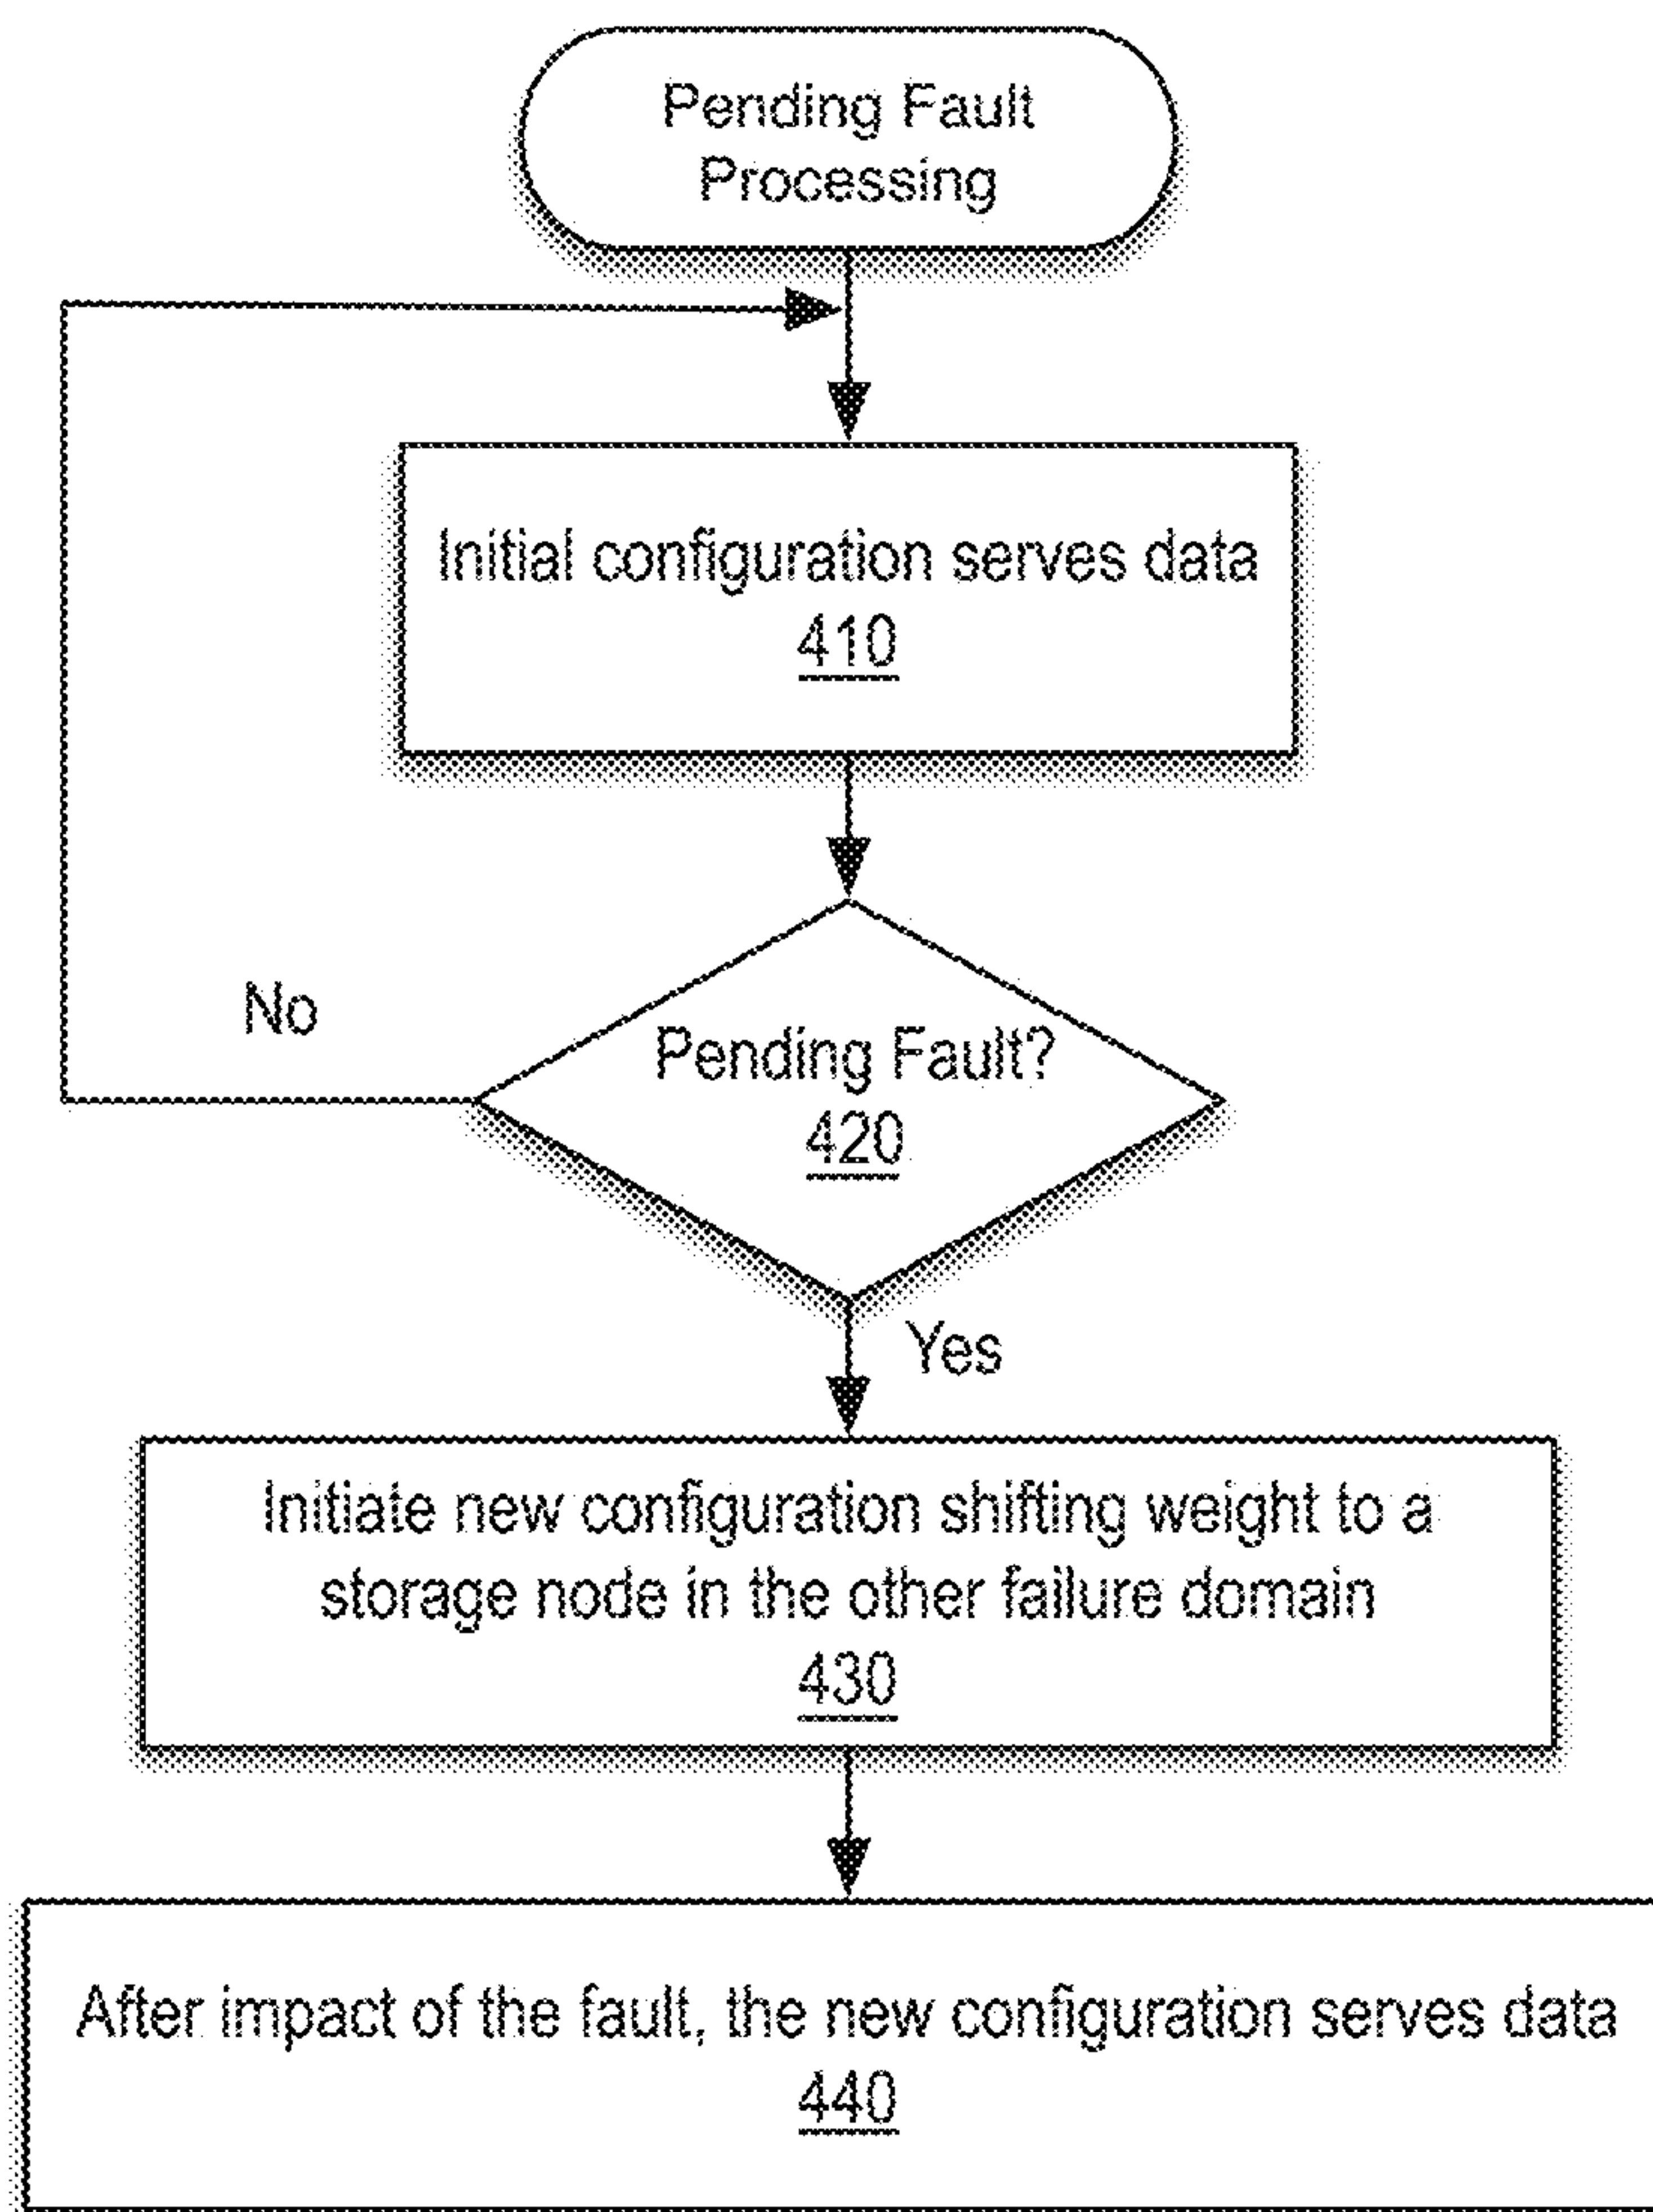 Pending Fault
Processing
Initial configuration serves data
410
No
Pending Fault?
420
Yes
Initiate new configuration shifting weight to a
storage node in the other failure domain
430
After impact of the fault, the new configuration serves data
440